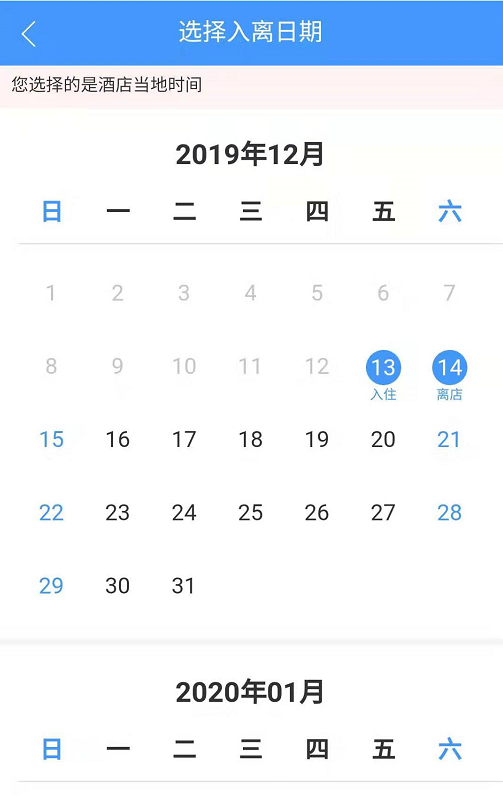 选择入离日期
您选择的是酒店当地时间
2019年12月
日 一 二 三 四 五 六
1 2 3 4 5 6 7
8 9 10 11 12 13 14
入住 离店
15 16 17 18 19 20 21
22 23 24 25 26 27 28
29 30 31
2020年01月
日 一 二 三 四 五 六